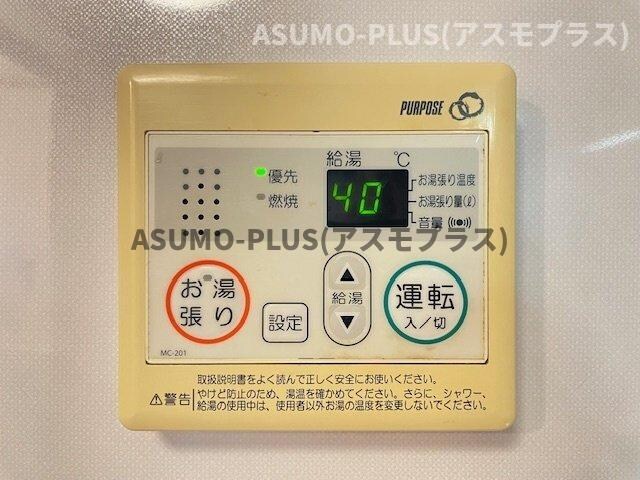 ASUMO-PLUS(アスモプラス)
PURPOSE
給湯 ℃
優先
燃焼
40
お湯張り温度
お湯張り量(ℓ)
音量
ASUMO-PLUS(アスモプラス)
お湯
張り
設定
▲
給湯
▼
運転
入/切
MC-201
取扱説明書をよく読んで正しく安全にお使いください。
⚠警告
やけど防止のため、湯温を確かめてください。さらに、シャワー、
給湯の使用中は、使用者以外お湯の温度を変更しないでください。